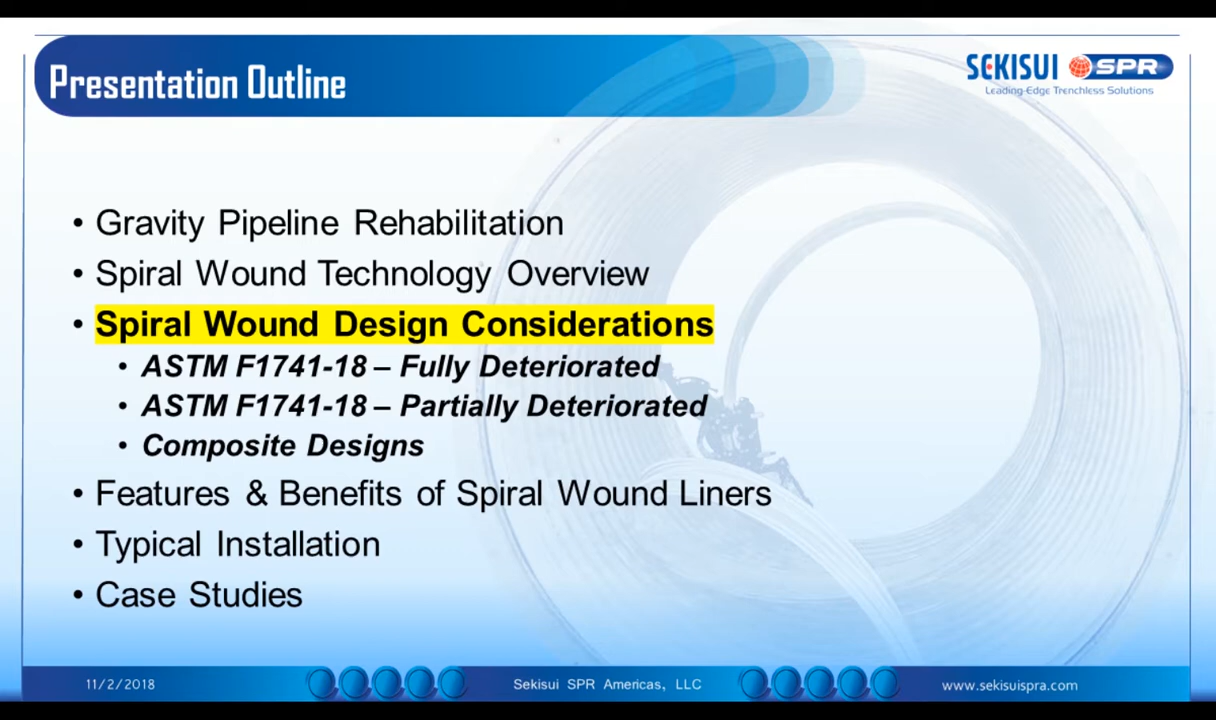 Presentation Outline
SEKISUI SPR
Leading-Edge Trenchless Solutions
• Gravity Pipeline Rehabilitation
• Spiral Wound Technology Overview
• Spiral Wound Design Considerations
• ASTM F1741-18 – Fully Deteriorated
• ASTM F1741-18 – Partially Deteriorated
• Composite Designs
• Features & Benefits of Spiral Wound Liners
• Typical Installation
• Case Studies
11/2/2018
Sekisui SPR Americas, LLC
www.sekisuispra.com